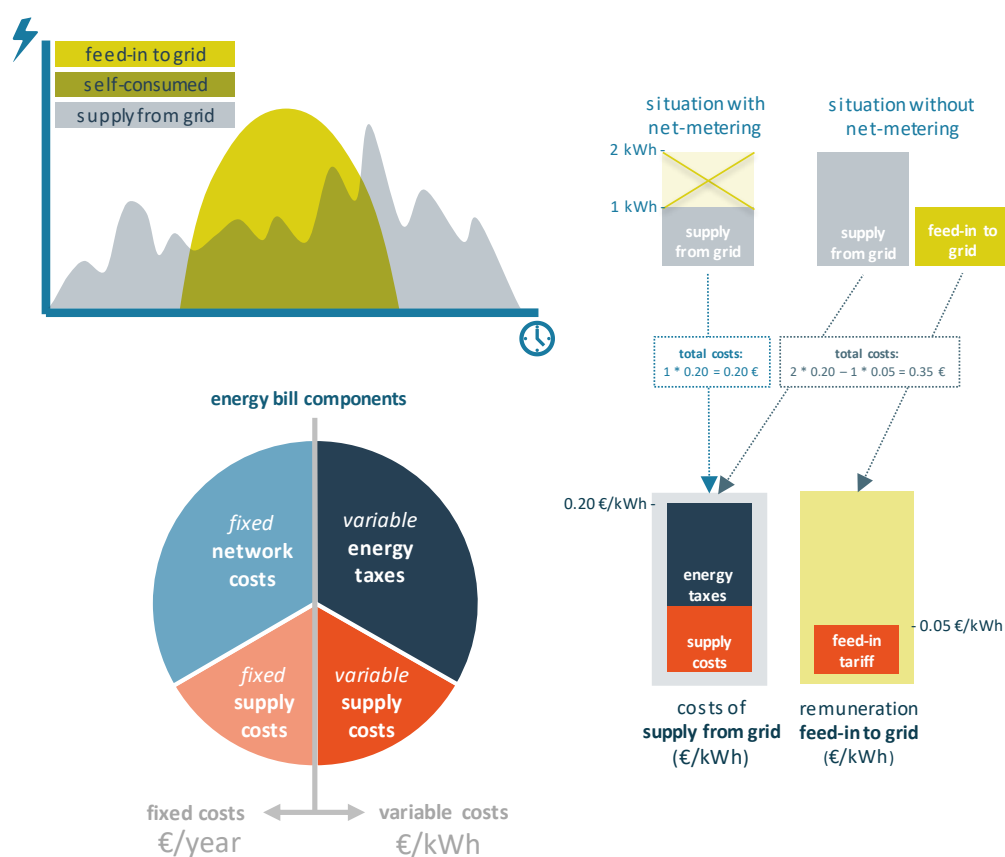 feed-in to grid
self-consumed
supply from grid
situation with
net-metering
situation without
net-metering
2 kWh
1 kWh
supply
from grid
supply
from grid
feed-in to
grid
total costs:
1 * 0.20 = 0.20 €
total costs:
2 * 0.20 – 1 * 0.05 = 0.35 €
energy bill components
fixed
network
costs
variable
energy
taxes
fixed
supply
costs
variable
supply
costs
fixed costs
€/year
variable costs
€/kWh
0.20 €/kWh
energy
taxes
supply
costs
0.05 €/kWh
feed-in
tariff
costs of
supply from grid
(€/kWh)
remuneration
feed-in to grid
(€/kWh)